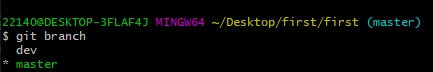 22140@DESKTOP-3FLAF4J MINGW64 ~/Desktop/first/first (master)
$ git branch
  dev
* master